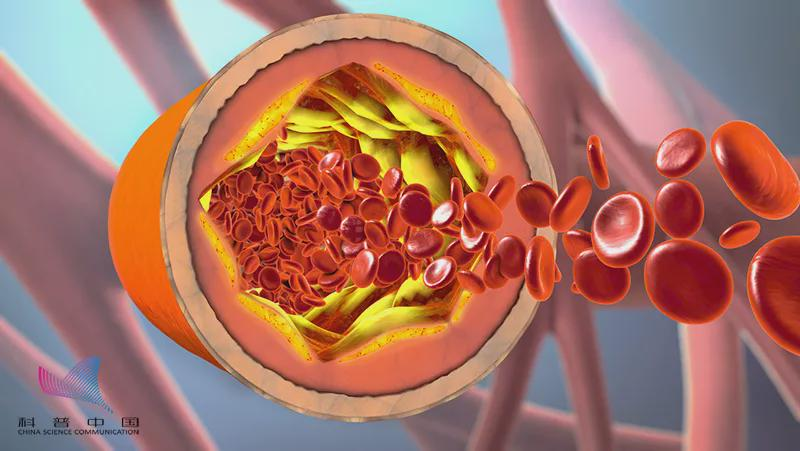 科普中国
CHINA SCIENCE COMMUNICATION